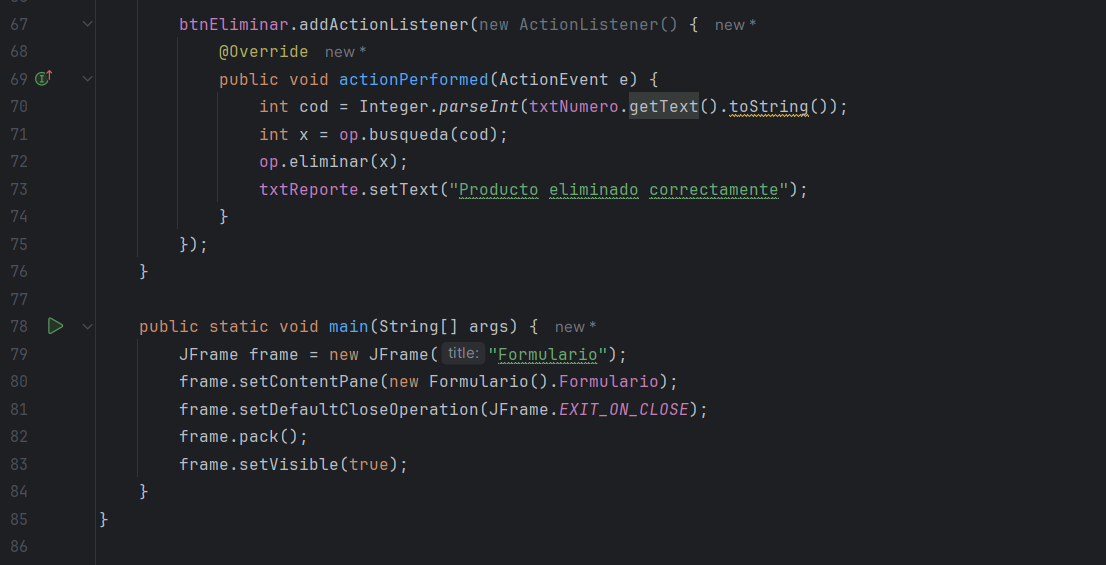 67 btnEliminar.addActionListener(new ActionListener() { new *
68 @Override new *
69 public void actionPerformed(ActionEvent e) {
70 int cod = Integer.parseInt(txtNumero.getText().toString());
71 int x = op.busqueda(cod);
72 op.eliminar(x);
73 txtReporte.setText("Producto eliminado correctamente");
74 }
75 });
76 }
77
78 public static void main(String[] args) { new *
79 JFrame frame = new JFrame( title: "Formulario");
80 frame.setContentPane(new Formulario().Formulario);
81 frame.setDefaultCloseOperation(JFrame.EXIT_ON_CLOSE);
82 frame.pack();
83 frame.setVisible(true);
84 }
85 }
86